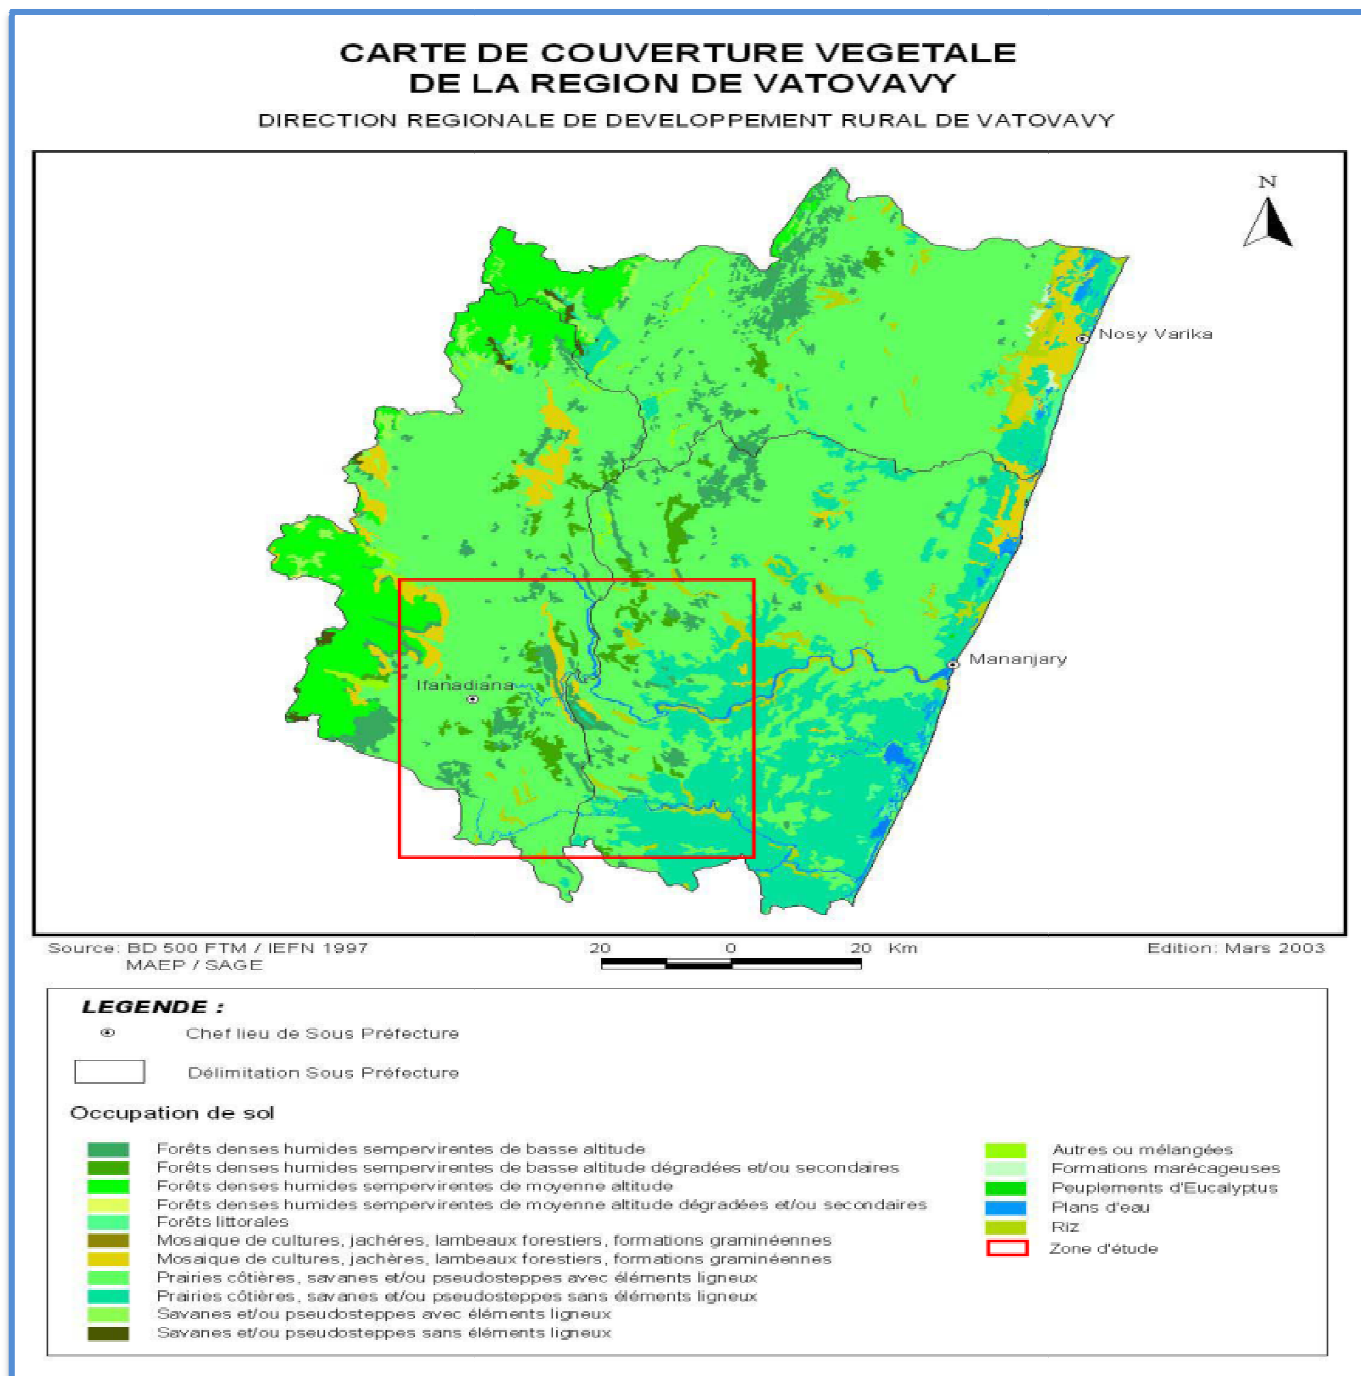 CARTE DE COUVERTURE VEGETALE
DE LA REGION DE VATOVAVY
DIRECTION REGIONALE DE DEVELOPPEMENT RURAL DE VATOVAVY
N
Nosy Varika
Mananjary
Ifanadiana
Source: BD 500 FTM / IEFN 1997
MAEP / SAGE
20 0 20 Km
Edition: Mars 2003
LEGENDE :
Chef lieu de Sous Préfecture
Délimitation Sous Préfecture
Occupation de sol
Forêts denses humides sempervirentes de basse altitude
Forêts denses humides sempervirentes de basse altitude dégradées et/ou secondaires
Forêts denses humides sempervirentes de moyenne altitude
Forêts denses humides sempervirentes de moyenne altitude dégradées et/ou secondaires
Forêts littorales
Mosaique de cultures, jachéres, lambeaux forestiers, formations graminéennes
Mosaique de cultures, jachères, lambeaux forestiers, formations graminéennes
Prairies côtières, savanes et/ou pseudosteppes avec éléments ligneux
Prairies côtières, savanes et/ou pseudosteppes sans éléments ligneux
Savanes et/ou pseudosteppes avec éléments ligneux
Savanes et/ou pseudosteppes sans éléments ligneux
Autres ou mélangées
Formations marécageuses
Peuplements d'Eucalyptus
Plans d'eau
Riz
Zone d'étude